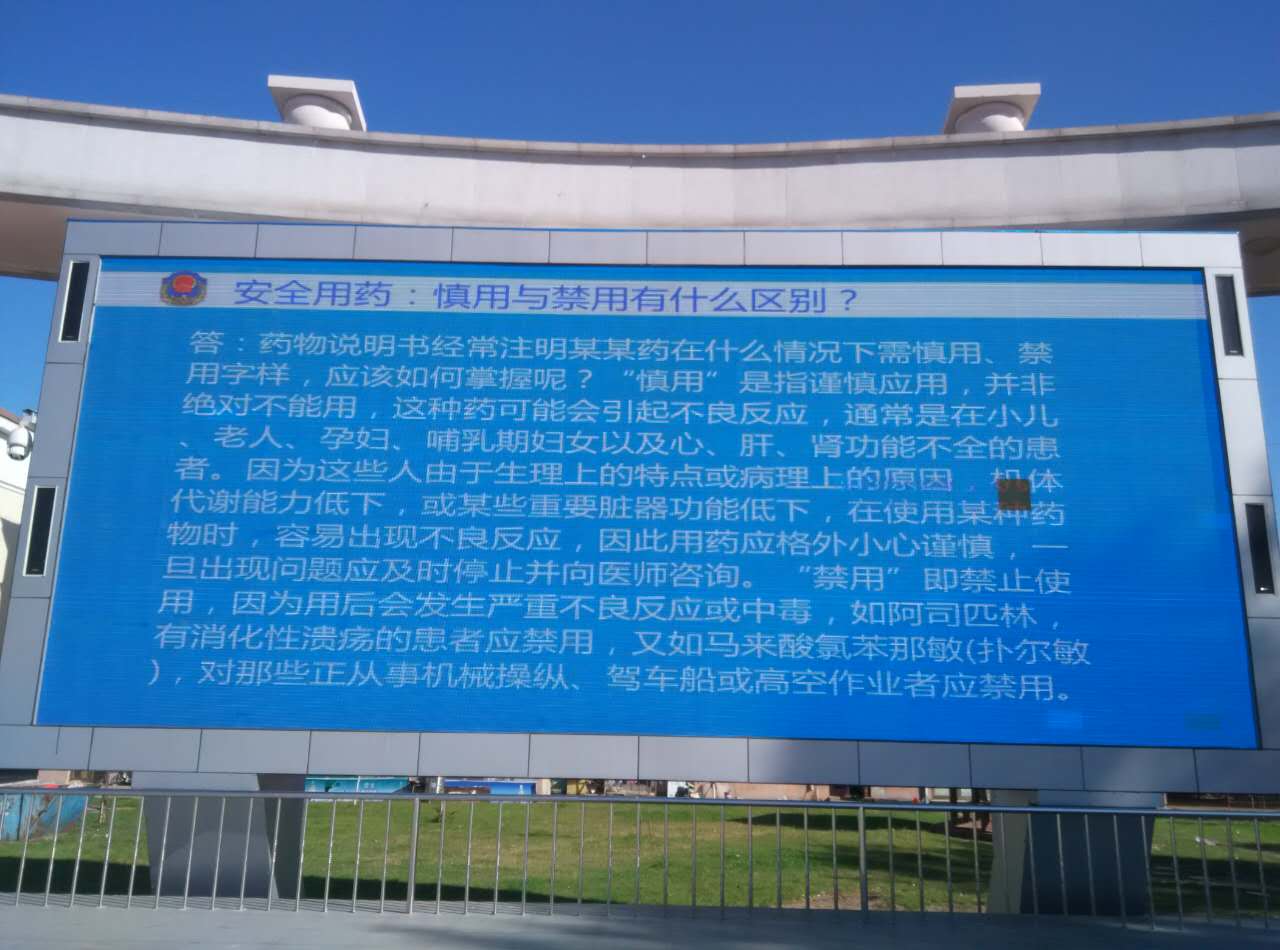 安全用药：慎用与禁用有什么区别？
答：药物说明书经常注明某某药在什么情况下需慎用、禁
用字样，应该如何掌握呢？“慎用”是指谨慎应用，并非
绝对不能用，这种药可能会引起不良反应，通常是在小儿
、老人、孕妇、哺乳期妇女以及心、肝、肾功能不全的患
者。因为这些人由于生理上的特点或病理上的原因，机体
代谢能力低下，或某些重要脏器功能低下，在使用某种药
物时，容易出现不良反应，因此用药应格外小心谨慎，一
旦出现问题应及时停止并向医师咨询。“禁用”即禁止使
用，因为用后会发生严重不良反应或中毒，如阿司匹林，
有消化性溃疡的患者应禁用，又如马来酸氯苯那敏(扑尔敏
)，对那些正从事机械操纵、驾车船或高空作业者应禁用。